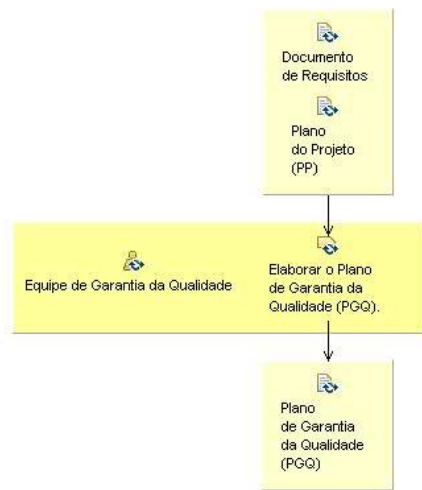 Documento
de Requisitos
Plano
do Projeto
(PP)
Equipe de Garantia da Qualidade
Elaborar o Plano
de Garantia da
Qualidade (PGQ).
Plano
de Garantia
da Qualidade
(PGQ)